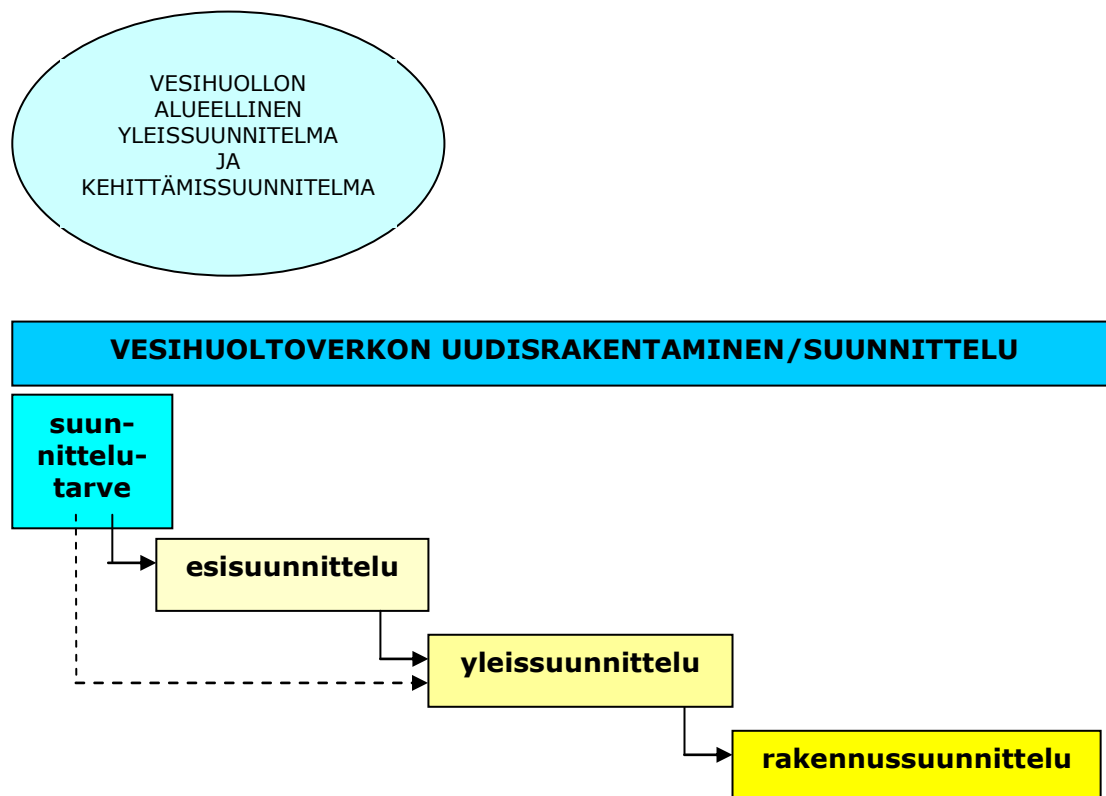 VESIHUOLLON
ALUEELLINEN
YLEISSUUNNITELMA
JA
KEHITTÄMISSUUNNITELMA
VESIHUOLTOVERKON UUDISRAKENTAMINEN/SUUNNITTELU
suun-
nittelu-
tarve
esisuunnittelu
yleissuunnittelu
rakennussuunnittelu